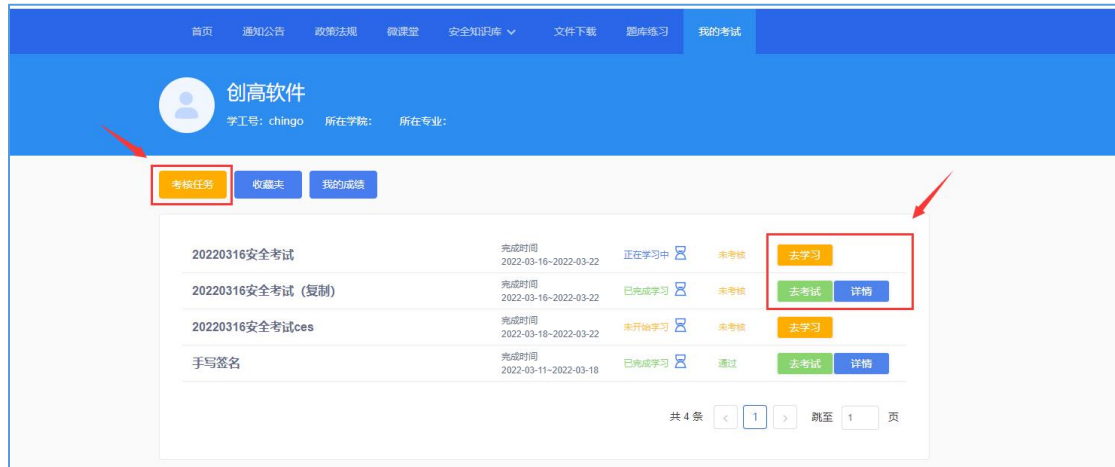 首页 通知公告 政策法规 微课堂 安全知识库 文件下载 题库练习 我的考试
创高软件
学工号：chingo 所在学院： 所在专业：
考核任务 收藏夹 我的成绩
20220316安全考试 完成时间 正在学习中 未考核 去学习
2022-03-16~2022-03-22
20220316安全考试（复制） 完成时间 已完成学习 未考核 去考试 详情
2022-03-16~2022-03-22
20220316安全考试ces 完成时间 未开始学习 未考核 去学习
2022-03-18~2022-03-22
手写签名 完成时间 已完成学习 通过 去考试 详情
2022-03-11~2022-03-18
共 4 条 < 1 > 跳至 1 页